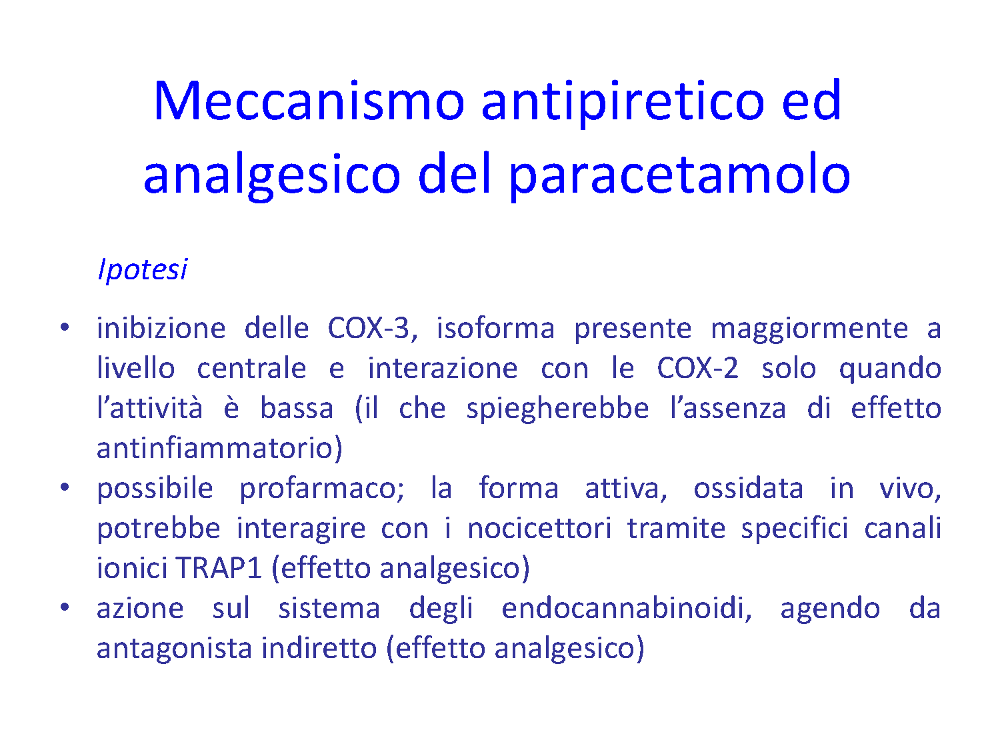 Meccanismo antipiretico ed
analgesico del paracetamolo
Ipotesi
• inibizione delle COX-3, isoforma presente maggiormente a
livello centrale e interazione con le COX-2 solo quando
l’attività è bassa (il che spiegherebbe l’assenza di effetto
antinfiammatorio)
• possibile profarmaco; la forma attiva, ossidata in vivo,
potrebbe interagire con i nocicettori tramite specifici canali
ionici TRAP1 (effetto analgesico)
• azione sul sistema degli endocannabinoidi, agendo da
antagonista indiretto (effetto analgesico)